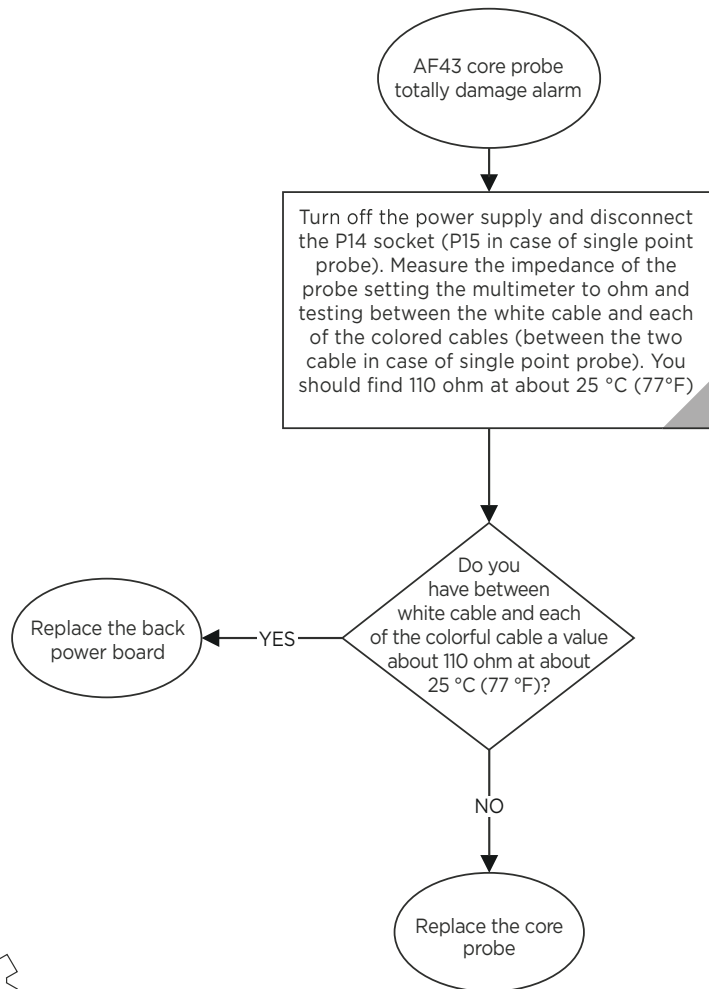 AF43 core probe
totally damage alarm
Turn off the power supply and disconnect
the P14 socket (P15 in case of single point
probe). Measure the impedance of the
probe setting the multimeter to ohm and
testing between the white cable and each
of the colored cables (between the two
cable in case of single point probe). You
should find 110 ohm at about 25 °C (77°F)
Do you
have between
white cable and each
of the colorful cable a value
about 110 ohm at about
25 °C (77 °F)?
YES
Replace the back
power board
NO
Replace the core
probe